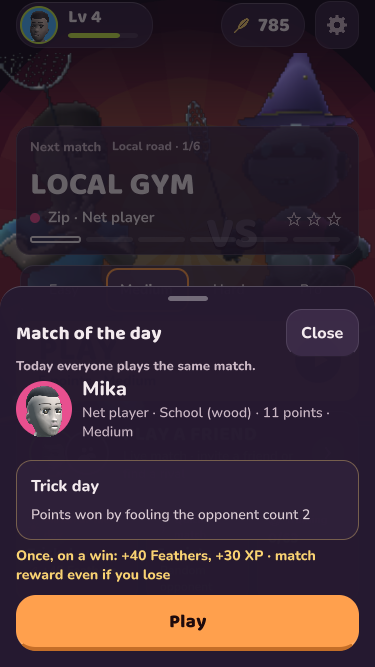 Lv 4
785
Next match Local road · 1/6
LOCAL GYM
Zip · Net player
VS
Match of the day
Close
Today everyone plays the same match.
Mika
Net player · School (wood) · 11 points ·
Medium
Trick day
Points won by fooling the opponent count 2
Once, on a win: +40 Feathers, +30 XP · match
reward even if you lose
Play